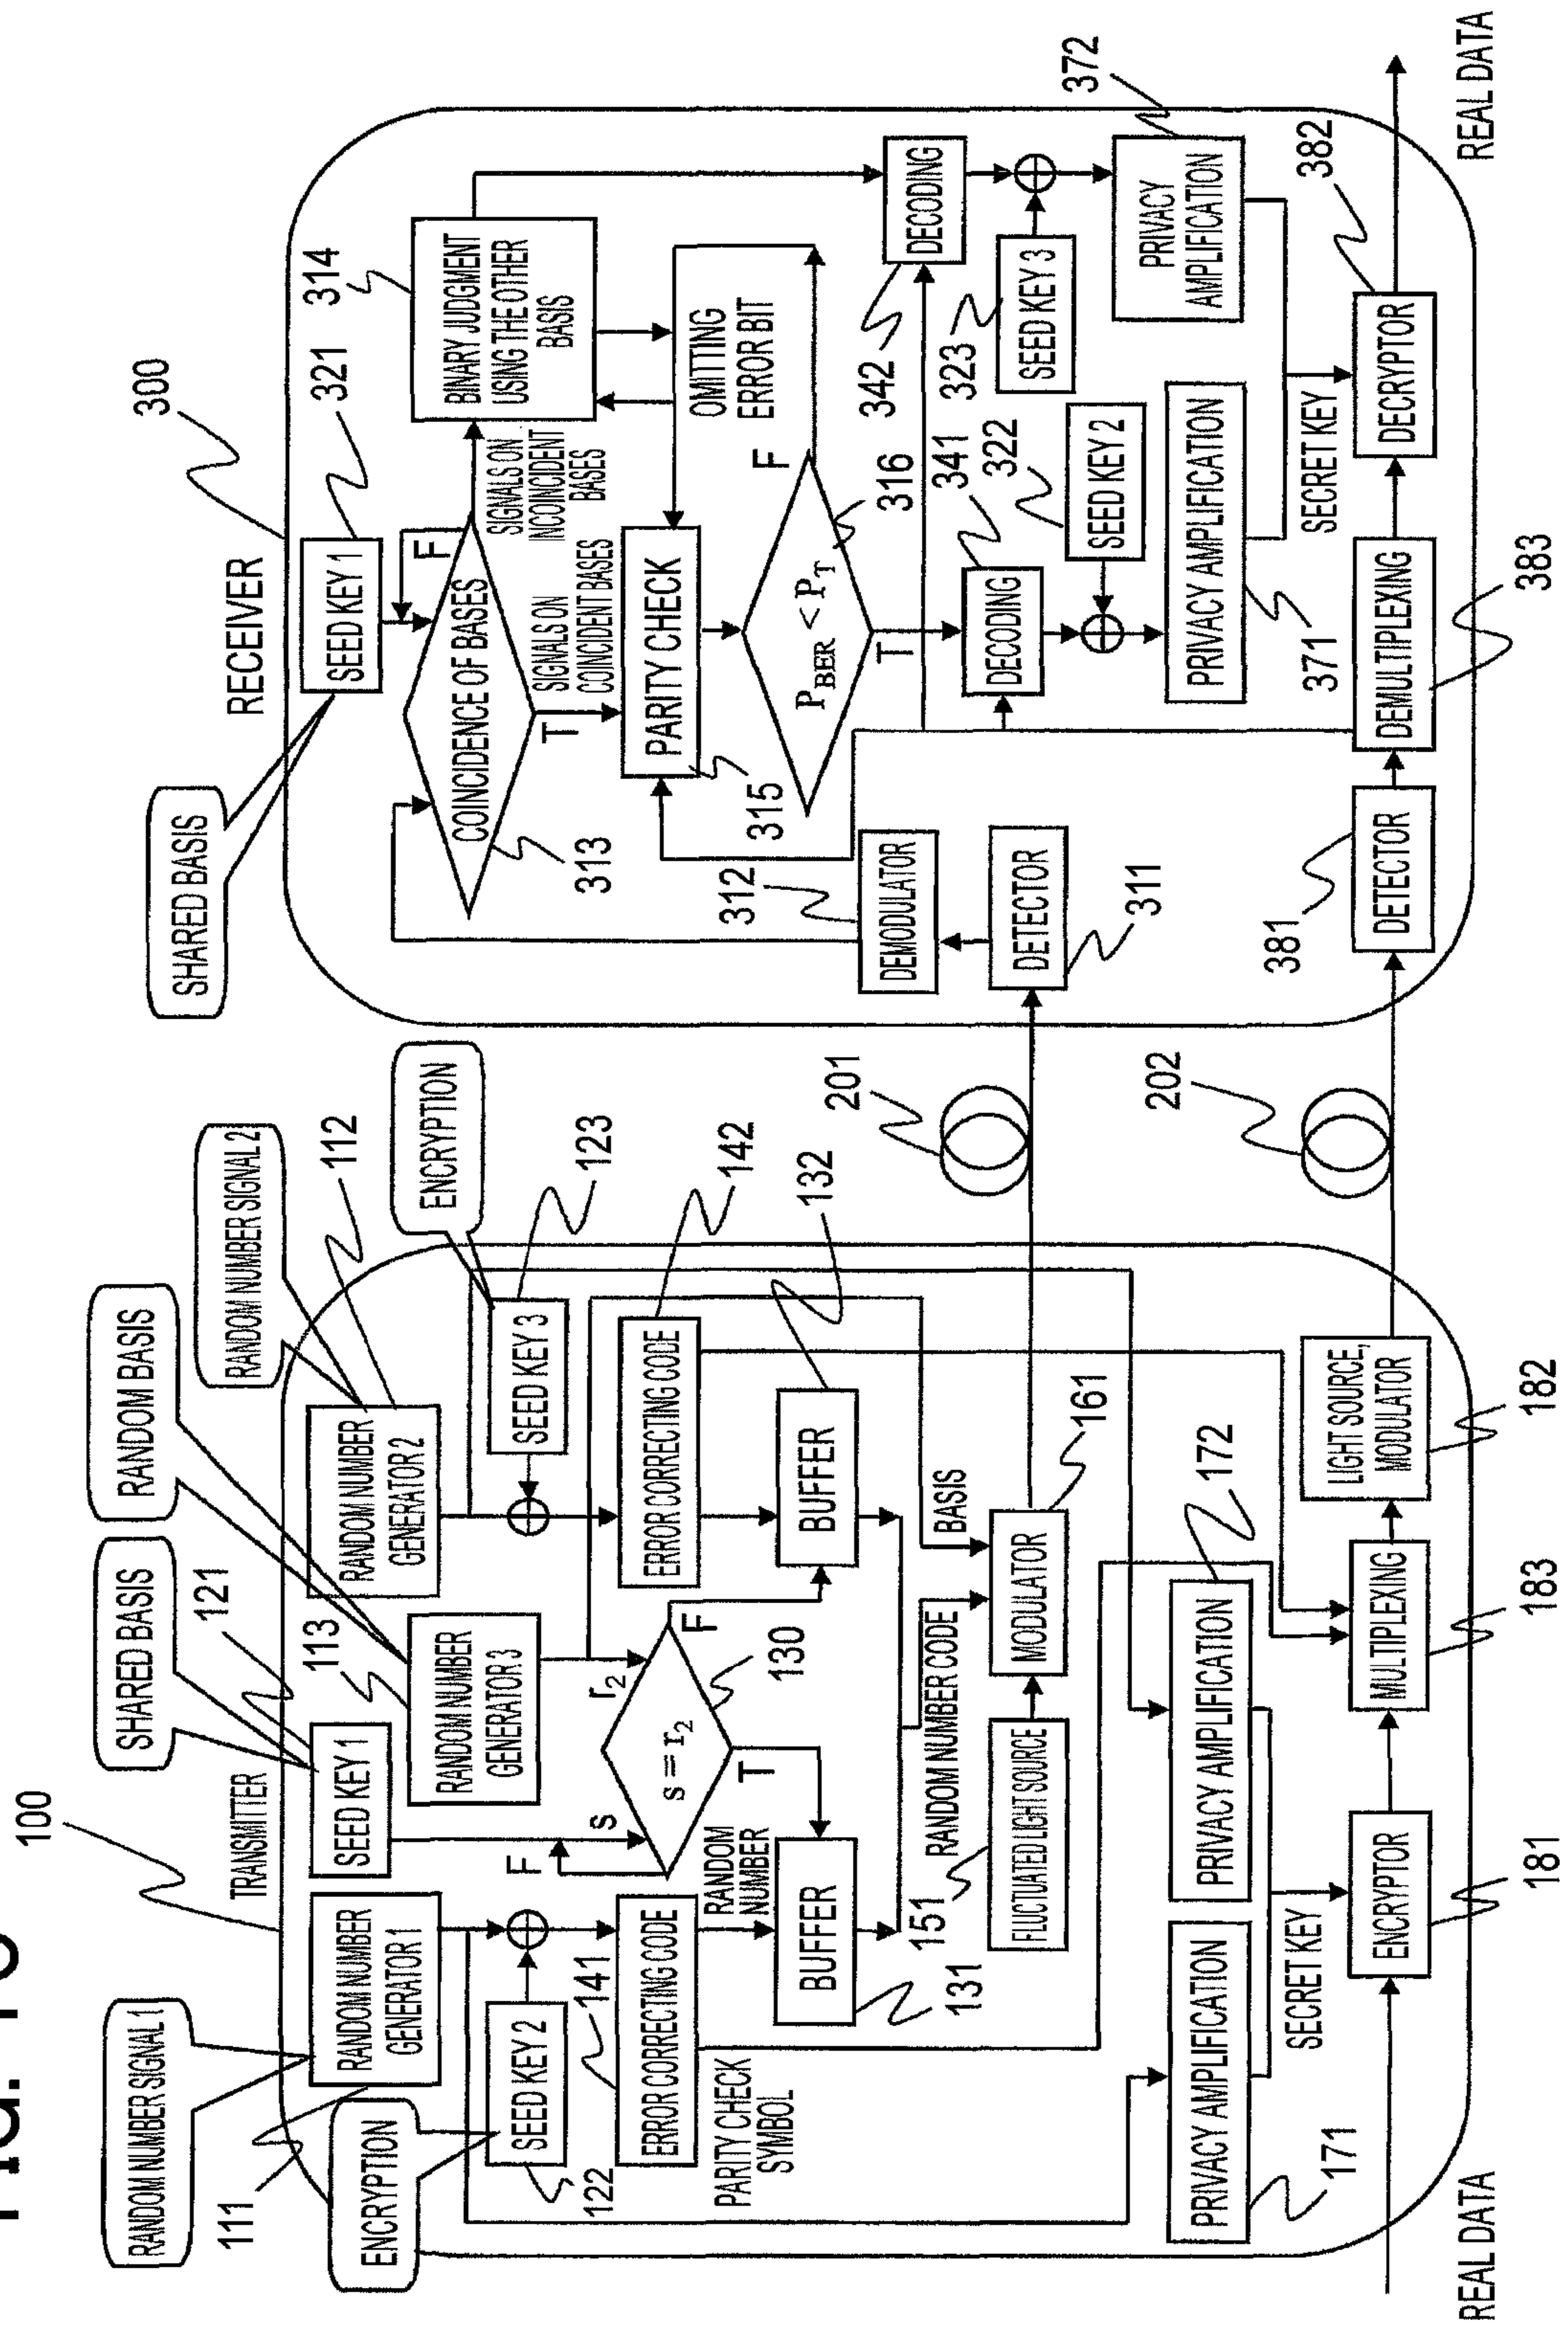 TRANSMITTER
100
RANDOM NUMBER SIGNAL 1
111
RANDOM NUMBER
GENERATOR 1
SHARED BASIS
121
SEED KEY 1
RANDOM BASIS
113
RANDOM NUMBER
GENERATOR 3
RANDOM NUMBER SIGNAL 2
112
RANDOM NUMBER
GENERATOR 2
ENCRYPTION
122
SEED KEY 2
ENCRYPTION
123
SEED KEY 3
141
ERROR CORRECTING CODE
PARITY CHECK
SYMBOL
RANDOM
NUMBER
F
s
r2
s = r2
130
T
F
142
ERROR CORRECTING CODE
BUFFER
131
BUFFER
132
RANDOM NUMBER CODE
BASIS
151
FLUCTUATED LIGHT SOURCE
MODULATOR
161
PRIVACY AMPLIFICATION
171
PRIVACY AMPLIFICATION
172
SECRET KEY
REAL DATA
ENCRYPTOR
181
MULTIPLEXING
183
LIGHT SOURCE,
MODULATOR
182
201
202
RECEIVER
300
SHARED BASIS
SEED KEY 1
321
F
COINCIDENCE OF BASES
313
T
SIGNALS ON
INCOINCIDENT
BASES
SIGNALS ON
COINCIDENT BASES
314
BINARY JUDGMENT
USING THE OTHER
BASIS
PARITY CHECK
315
OMITTING
ERROR BIT
PBER < PT
316
F
T
312
DEMODULATOR
DETECTOR
311
341
DECODING
322
SEED KEY 2
342
DECODING
323
SEED KEY 3
PRIVACY AMPLIFICATION
371
PRIVACY
AMPLIFICATION
372
SECRET KEY
381
DETECTOR
DEMULTIPLEXING
383
DECRYPTOR
382
REAL DATA